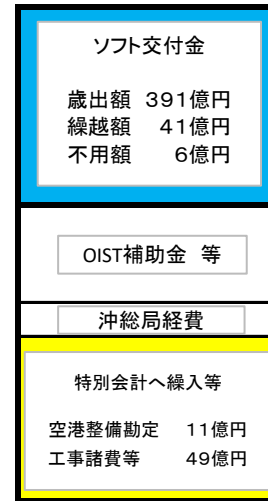 ソフト交付金
歳出額 391億円
繰越額 41億円
不用額 6億円
OIST補助金 等
沖総局経費
特別会計へ繰入等
空港整備勘定 11億円
工事諸費等 49億円